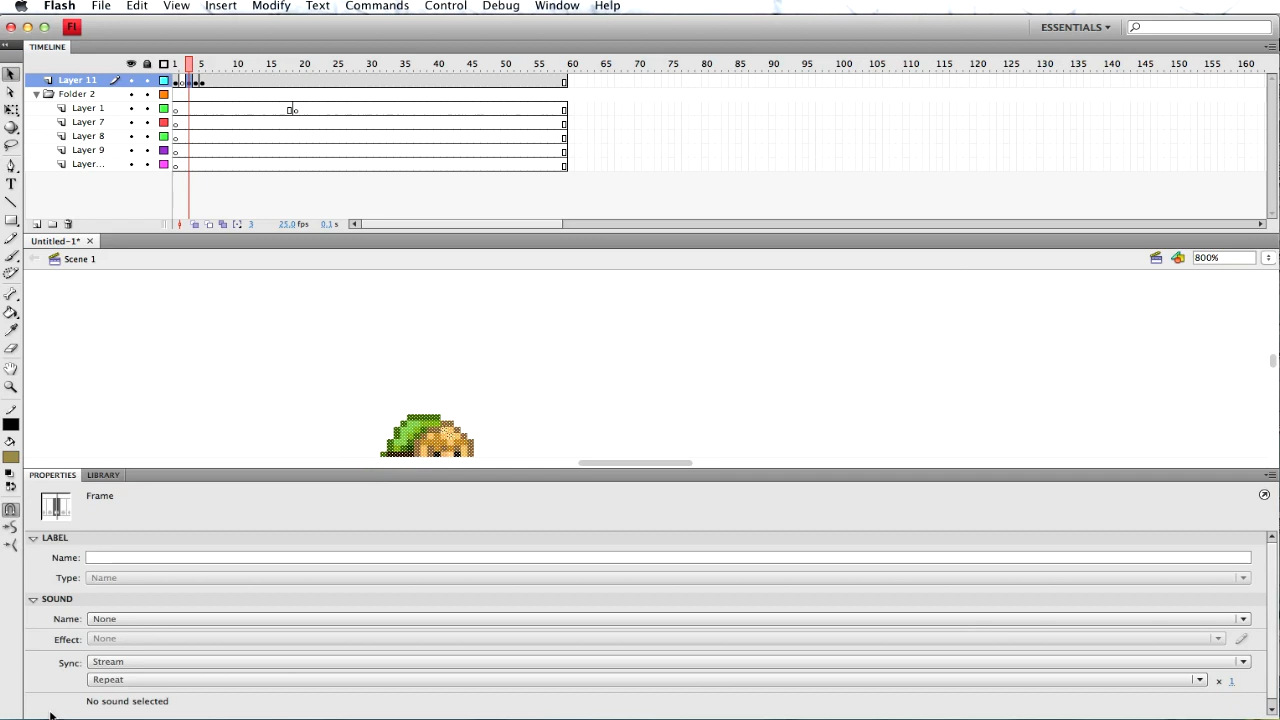 Flash File Edit View Insert Modify Text Commands Control Debug Window Help
Fl ESSENTIALS
TIMELINE
1 5 10 15 20 25 30 35 40 45 50 55 60 65 70 75 80 85 90 95 100 105 110 115 120 125 130 135 140 145 150 155 160
Layer 11
Folder 2
Layer 1
Layer 7
Layer 8
Layer 9
Layer...
3 25.0 fps 0.1 s
Untitled-1*
Scene 1 800%
PROPERTIES LIBRARY
Frame
LABEL
Name:
Type: Name
SOUND
Name: None
Effect: None
Sync: Stream
Repeat x 1
No sound selected